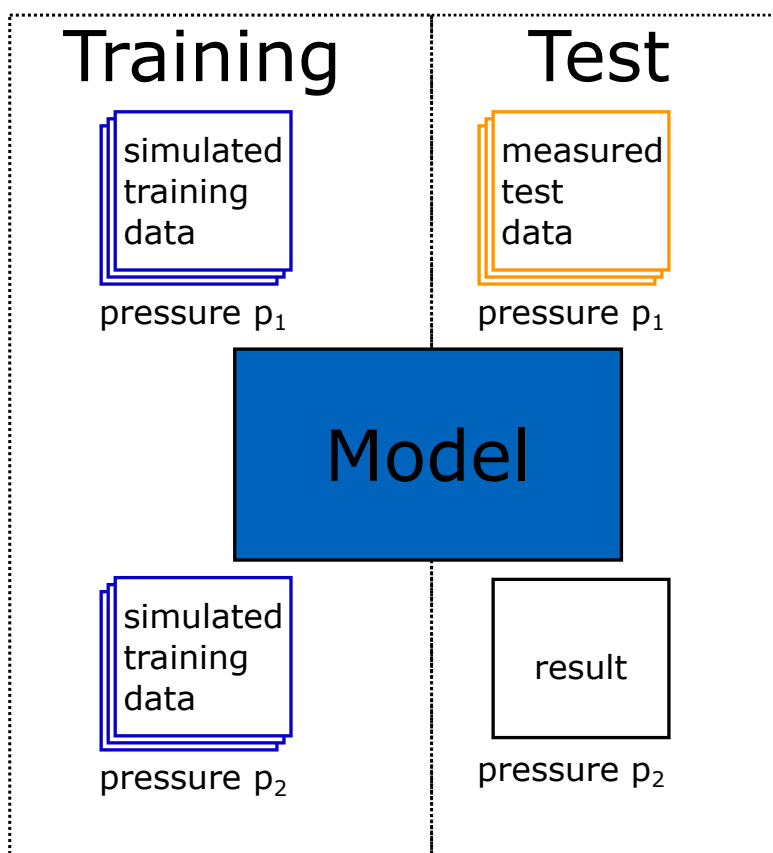 Training
Test
simulated
training
data
measured
test
data
pressure p₁
pressure p₁
Model
simulated
training
data
result
pressure p₂
pressure p₂